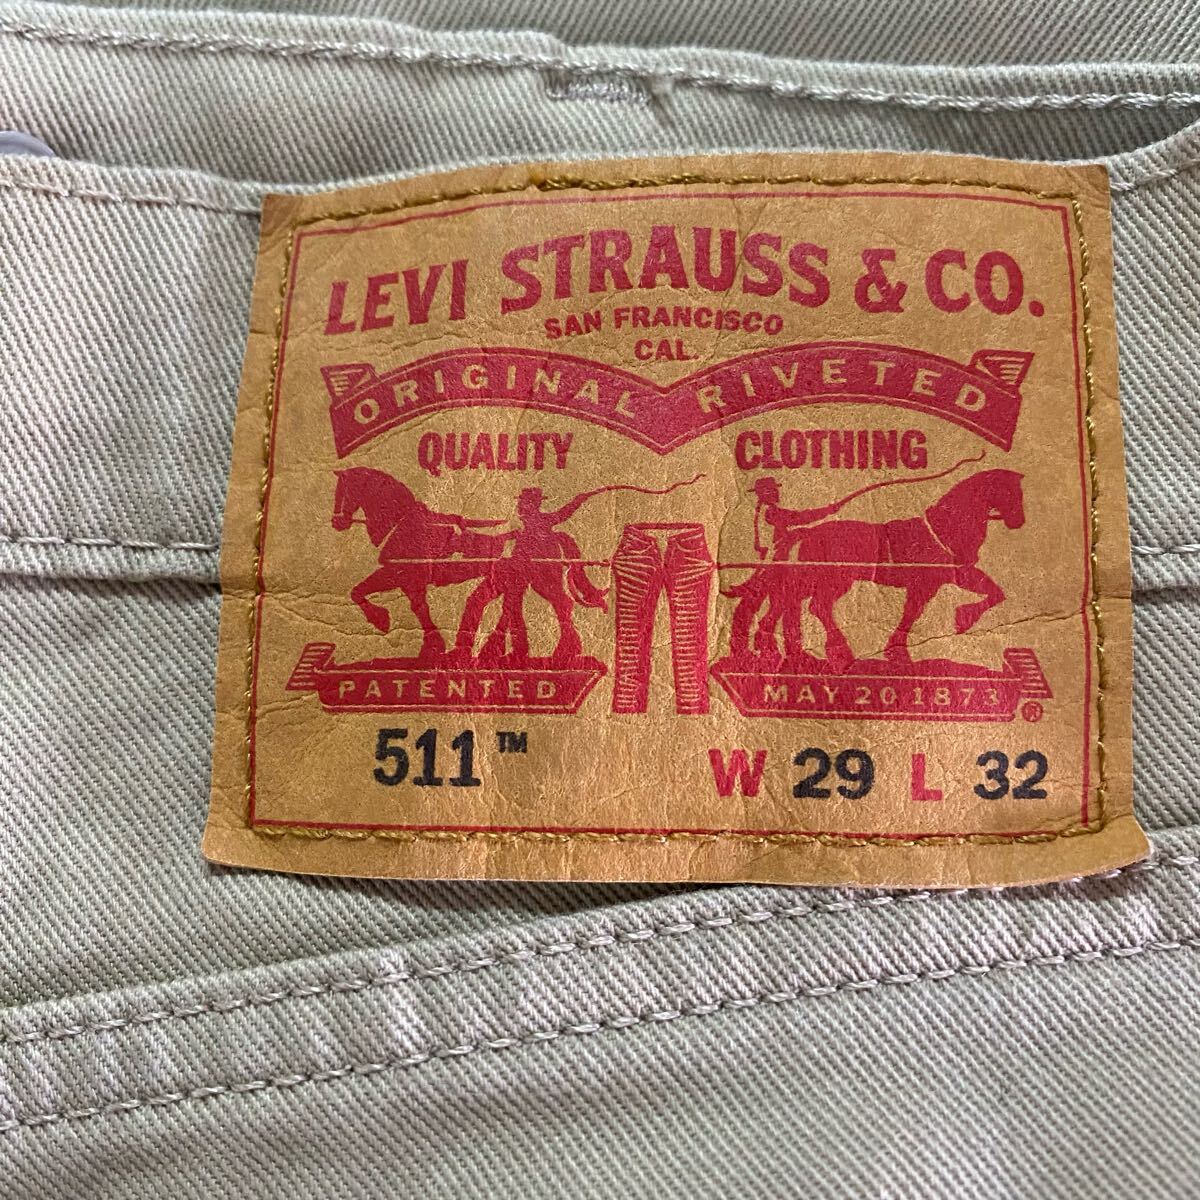 LEVI STRAUSS & CO.
SAN FRANCISCO
CAL.
ORIGINAL RIVETED
QUALITY CLOTHING
PATENTED MAY 20 1873 ®
511™ W 29 L 32